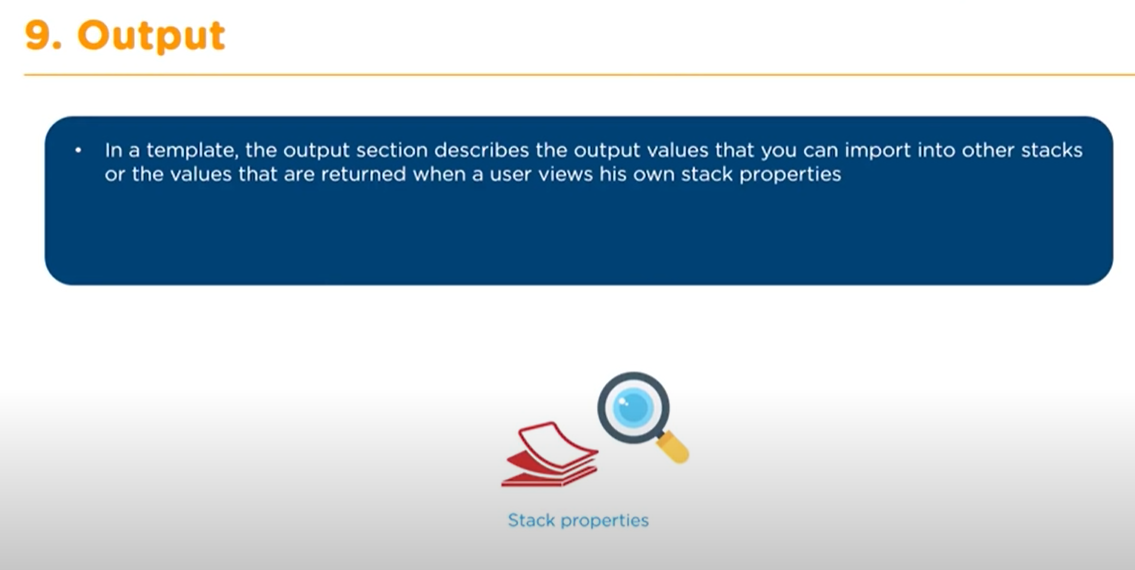 9. Output
• In a template, the output section describes the output values that you can import into other stacks
or the values that are returned when a user views his own stack properties
Stack properties